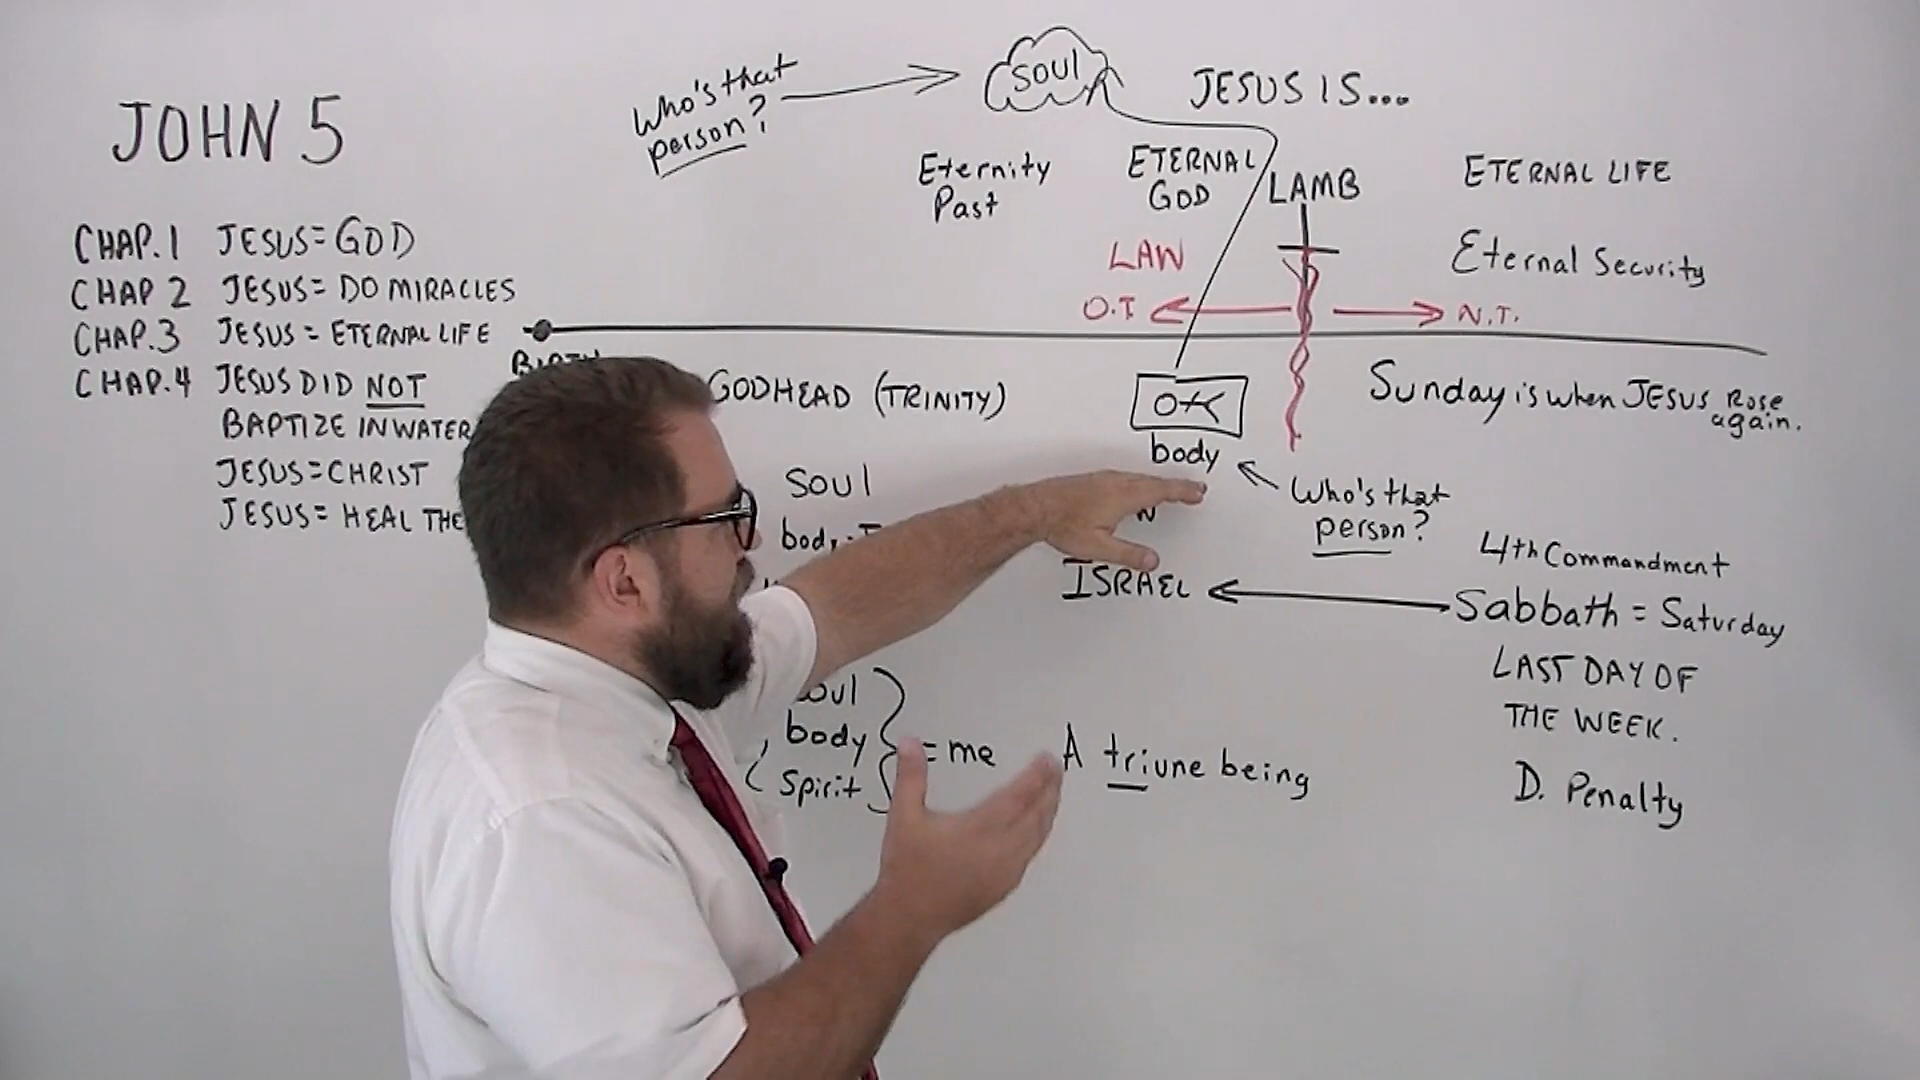 JOHN 5
CHAP.1 JESUS=GOD
CHAP 2 JESUS= DO MIRACLES
CHAP.3 JESUS = ETERNAL LIFE
CHAP.4 JESUS DID NOT
BAPTIZE IN WATER
JESUS=CHRIST
JESUS= HEAL THE
Who's that
person?
SOUL
JESUS IS...
Eternity
Past
ETERNAL
GOD
LAMB
ETERNAL LIFE
LAW
Eternal Security
O.T
N.T.
BIRTH
GODHEAD (TRINITY)
body
Sunday is when JESUS Rose
again.
Who's that
person?
Soul
ISRAEL
4th Commandment
Sabbath = Saturday
LAST DAY OF
THE WEEK.
D. Penalty
Soul
body
Spirit
= me
A triune being